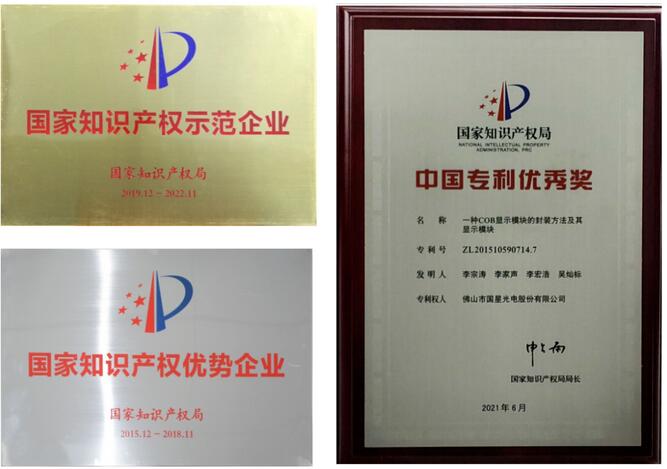 国家知识产权示范企业
国家知识产权局
2019.12－2022.11
国家知识产权优势企业
国家知识产权局
2015.12－2018.11
国家知识产权局
NATIONAL INTELLECTUAL PROPERTY
ADMINISTRATION, PRC
中国专利优秀奖
名 称 一种COB显示模块的封装方法及其
显示模块
专 利 号 ZL201510590714.7
发 明 人 李宗涛 李家声 李宏浩 吴灿标
专利权人 佛山市国星光电股份有限公司
国家知识产权局局长
2021年6月